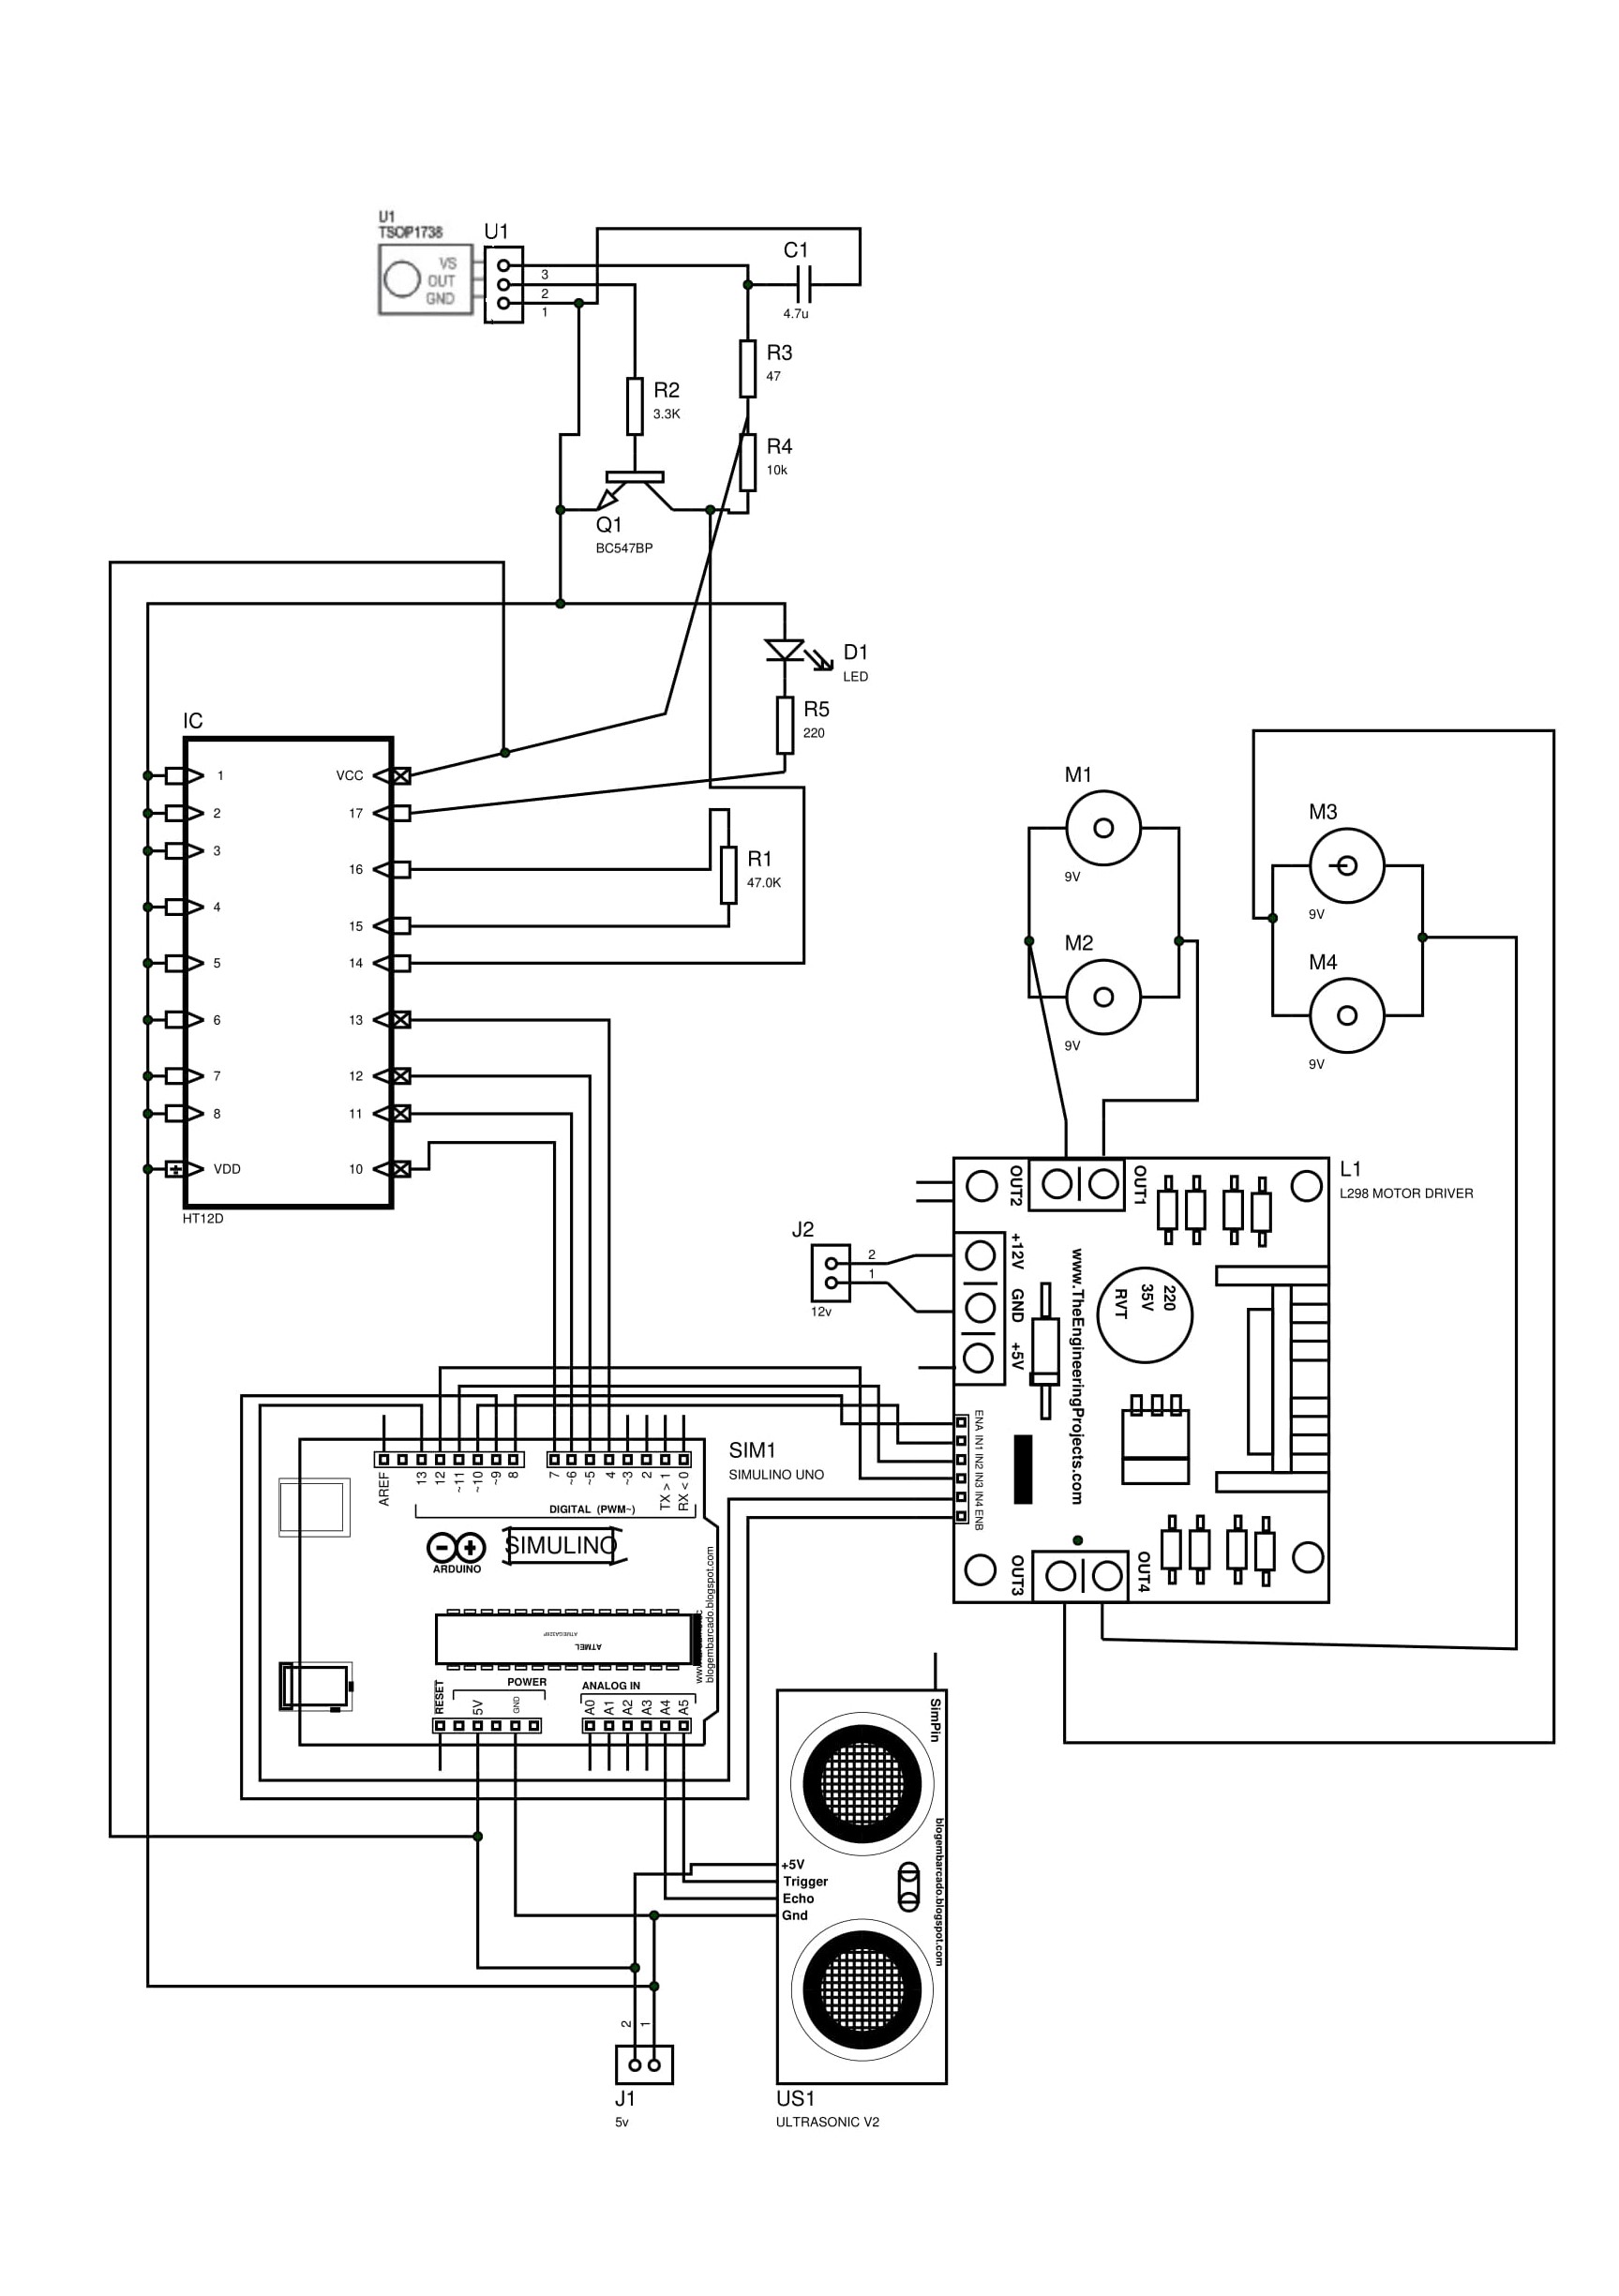 U1
TSOP1738
VS
OUT
GND
U1
3
2
1
C1
4.7u
R3
47
R2
3.3K
R4
10k
Q1
BC547BP
D1
LED
R5
220
IC
1
2
3
4
5
6
7
8
VDD
VCC
17
16
15
14
13
12
11
10
HT12D
R1
47.0K
M1
9V
M2
9V
M3
9V
M4
9V
L1
L298 MOTOR DRIVER
OUT2
OUT1
+12V
GND
+5V
www.TheEngineeringProjects.com
220
35V
RVT
ENA IN1 IN2 IN3 IN4 ENB
OUT3
OUT4
J2
2
1
12v
SIM1
SIMULINO UNO
AREF
13
12
~11
~10
~9
8
7
~6
~5
4
~3
2
TX > 1
RX < 0
DIGITAL (PWM~)
ARDUINO
SIMULINO
blogembarcado.blogspot.com
ATMEGA328P
ATMEL
RESET
5V
GND
POWER
ANALOG IN
A0
A1
A2
A3
A4
A5
SimPin
blogembarcado.blogspot.com
+5V
Trigger
Echo
Gnd
2
1
J1
5v
US1
ULTRASONIC V2